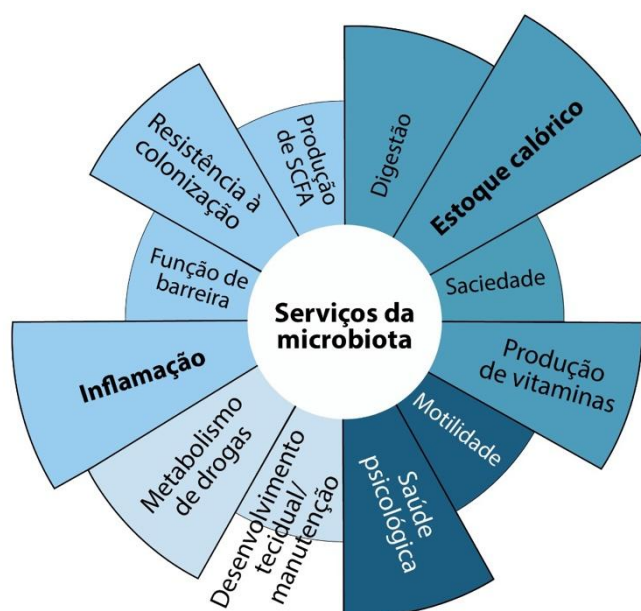 Serviços da
microbiota
Digestão
Estoque calórico
Saciedade
Produção
de vitaminas
Motilidade
Saúde
psicológica
Desenvolvimento
tecidual/
manutenção
Metabolismo
de drogas
Inflamação
Função de
barreira
Resistência à
colonização
Produção
de SCFA